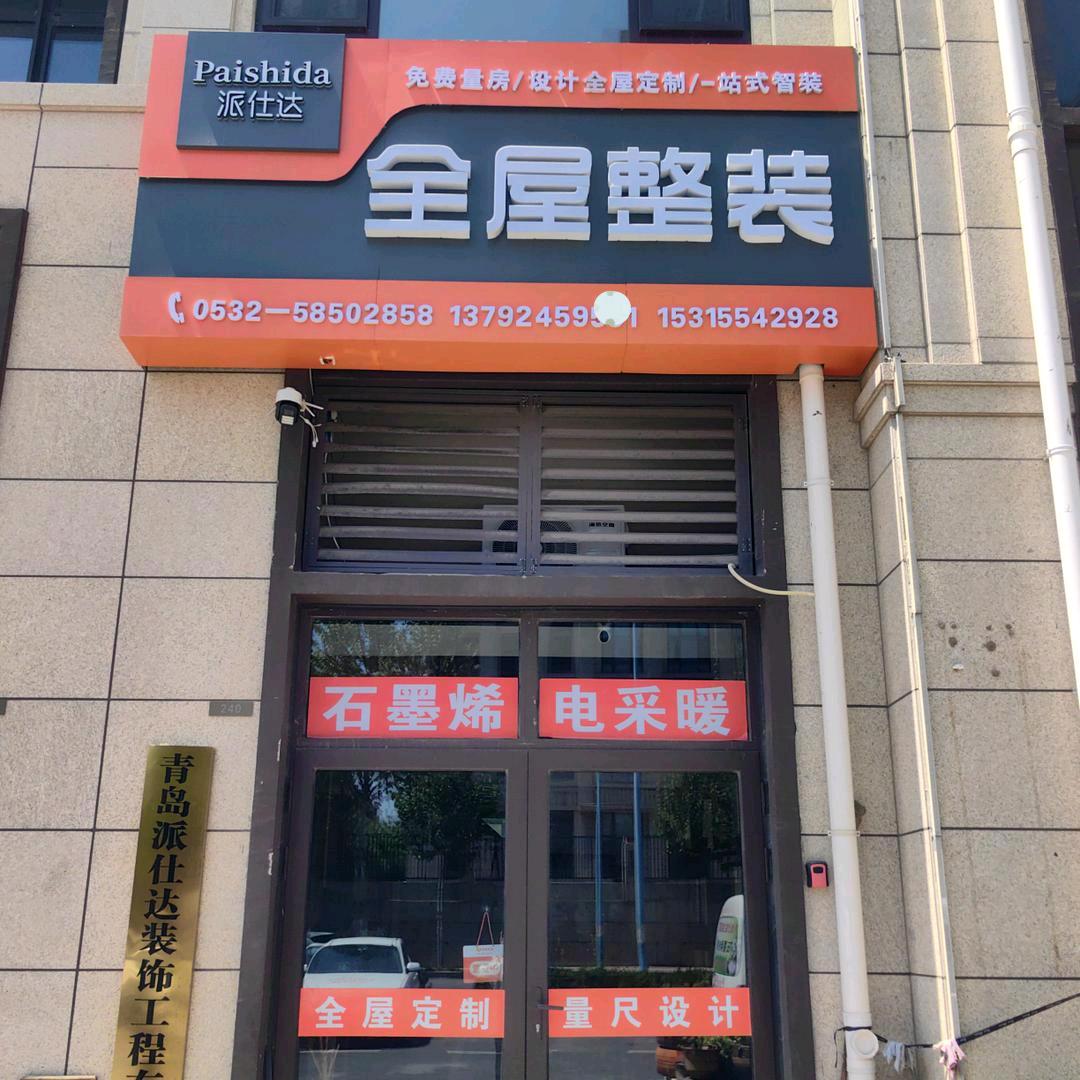 Paishida
派仕达
免费量房/设计全屋定制/一站式智装
全屋整装
0532—58502858 15315542928
石墨烯 电采暖
240
青岛派仕达装饰工程
全屋定制 量尺设计